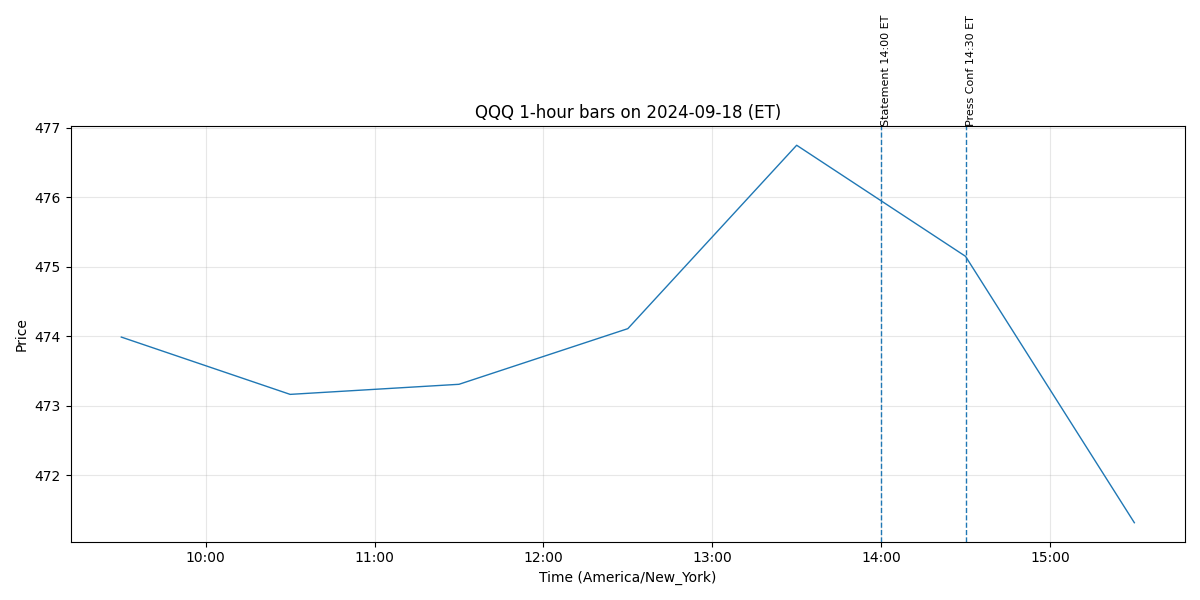 Statement 14:00 ET
Press Conf 14:30 ET
QQQ 1-hour bars on 2024-09-18 (ET)
Price
477
476
475
474
473
472
10:00
11:00
12:00
13:00
14:00
15:00
Time (America/New_York)